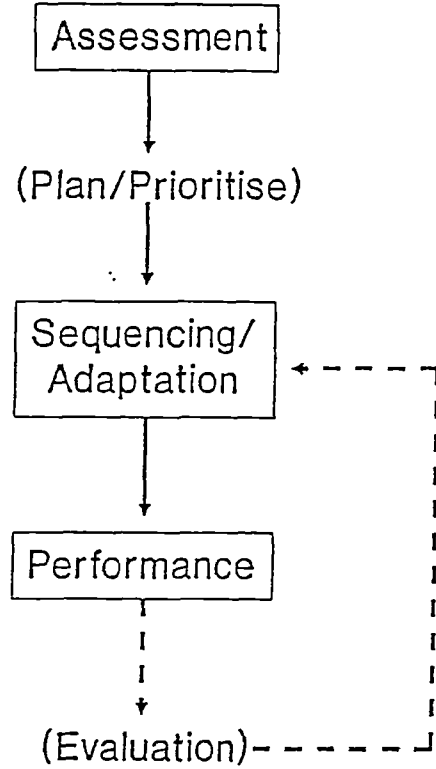 Assessment
(Plan/Prioritise)
Sequencing/
Adaptation
Performance
(Evaluation)